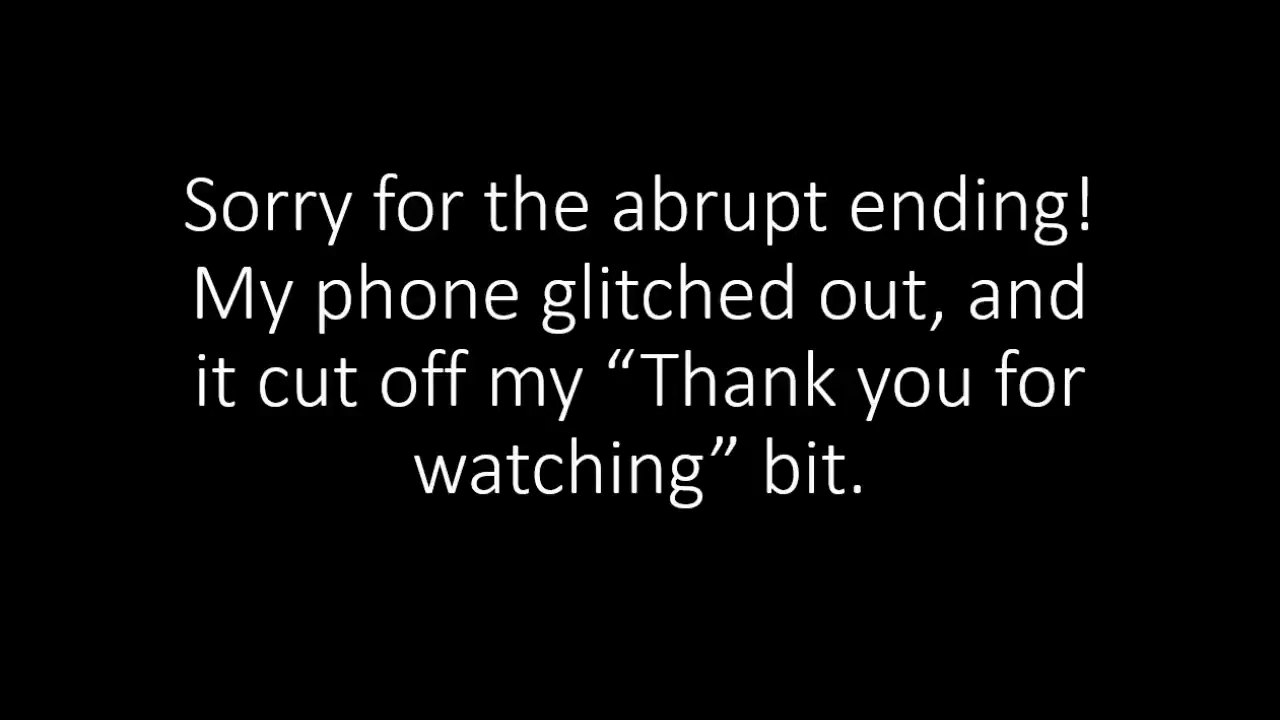 Sorry for the abrupt ending!
My phone glitched out, and
it cut off my “Thank you for
watching” bit.